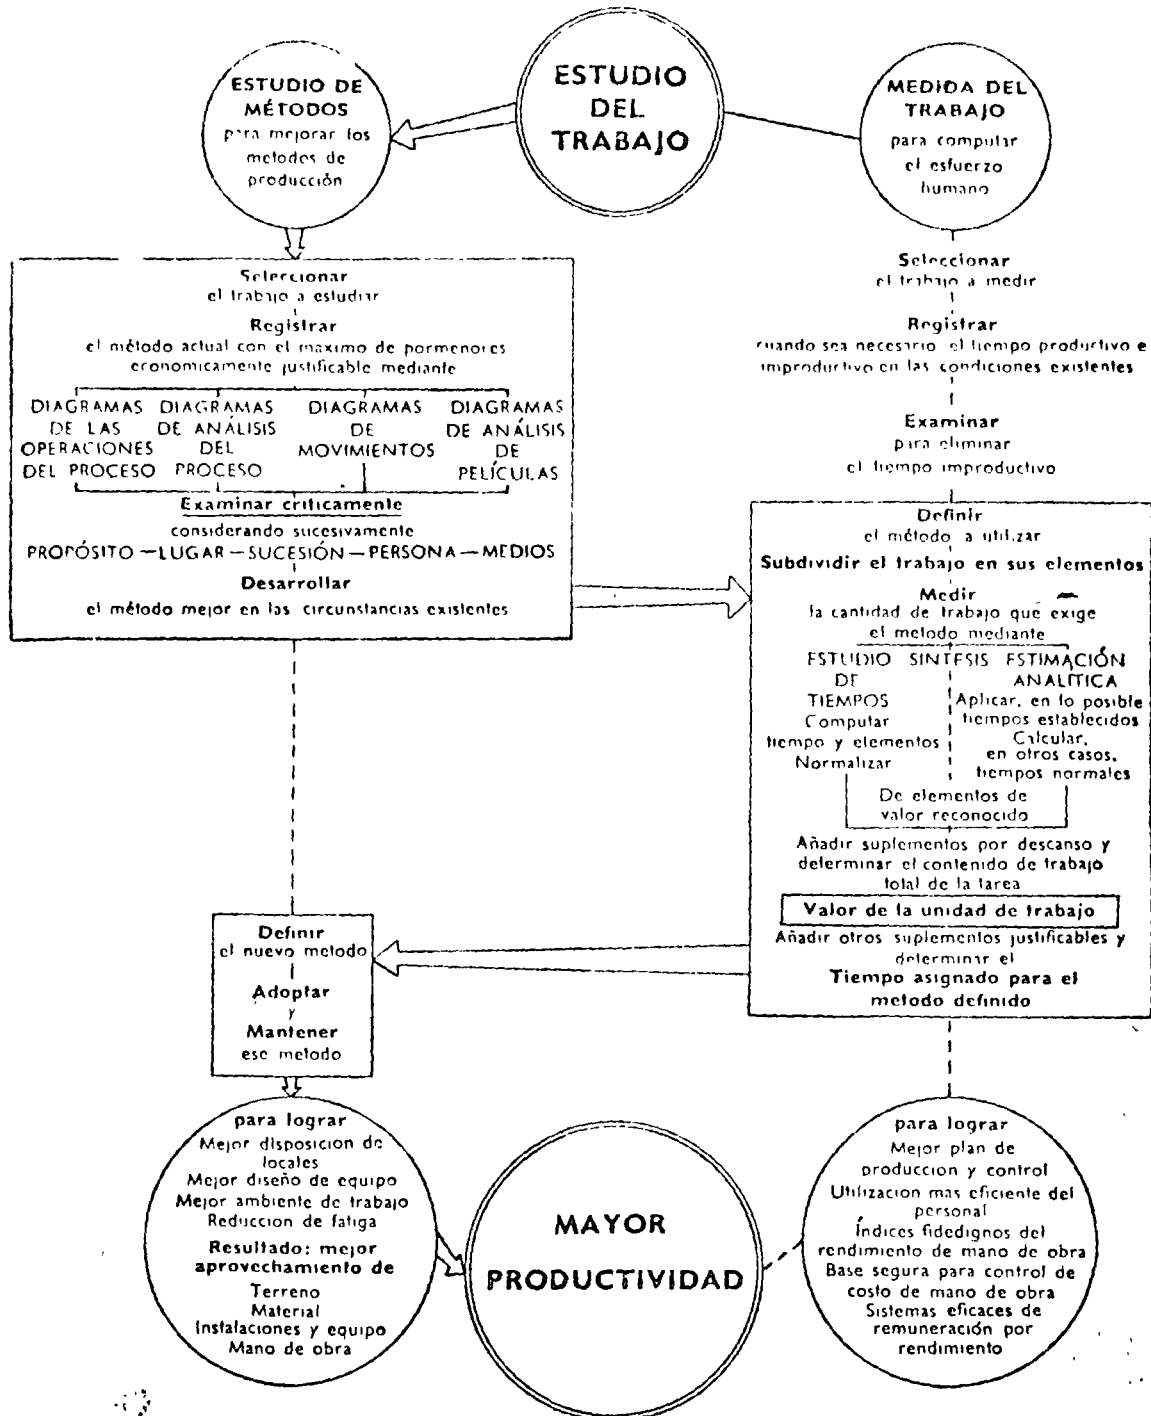 ESTUDIO DE
MÉTODOS
para mejorar los
metodos de
producción
ESTUDIO
DEL
TRABAJO
MEDIDA DEL
TRABAJO
para computar
el esfuerzo
humano
Seleccionar
el trabajo a estudiar
Registrar
el método actual con el maximo de pormenores
economicamente justificable mediante
DIAGRAMAS
DE LAS
OPERACIONES
DEL PROCESO
DIAGRAMAS
DE ANÁLISIS
DEL
PROCESO
DIAGRAMAS
DE
MOVIMIENTOS
DIAGRAMAS
DE ANÁLISIS
DE
PELÍCULAS
Examinar criticamente
considerando sucesivamente
PROPÓSITO — LUGAR — SUCESIÓN — PERSONA — MEDIOS
Desarrollar
el método mejor en las circunstancias existentes
Seleccionar
el trabajo a medir
Registrar
cuando sea necesario el tiempo productivo e
improductivo en las condiciones existentes
Examinar
para eliminar
el tiempo improductivo
Definir
el método a utilizar
Subdividir el trabajo en sus elementos
Medir
la cantidad de trabajo que exige
el metodo mediante
ESTUDIO
DE
TIEMPOS
Computar
tiempo y elementos
Normalizar
SINTESIS
ESTIMACIÓN
ANALÍTICA
Aplicar, en lo posible
tiempos establecidos
Calcular,
en otros casos,
tiempos normales
De elementos de
valor reconocido
Añadir suplementos por descanso y
determinar el contenido de trabajo
total de la tarea
Valor de la unidad de trabajo
Añadir otros suplementos justificables y
determinar el
Tiempo asignado para el
metodo definido
Definir
el nuevo metodo
Adoptar
y
Mantener
ese metodo
para lograr
Mejor disposicion de
locales
Mejor diseño de equipo
Mejor ambiente de trabajo
Reduccion de fatiga
Resultado: mejor
aprovechamiento de
Terreno
Material
Instalaciones y equipo
Mano de obra
MAYOR
PRODUCTIVIDAD
para lograr
Mejor plan de
produccion y control
Utilizacion mas eficiente del
personal
Índices fidedignos del
rendimiento de mano de obra
Base segura para control de
costo de mano de obra
Sistemas eficaces de
remuneración por
rendimiento